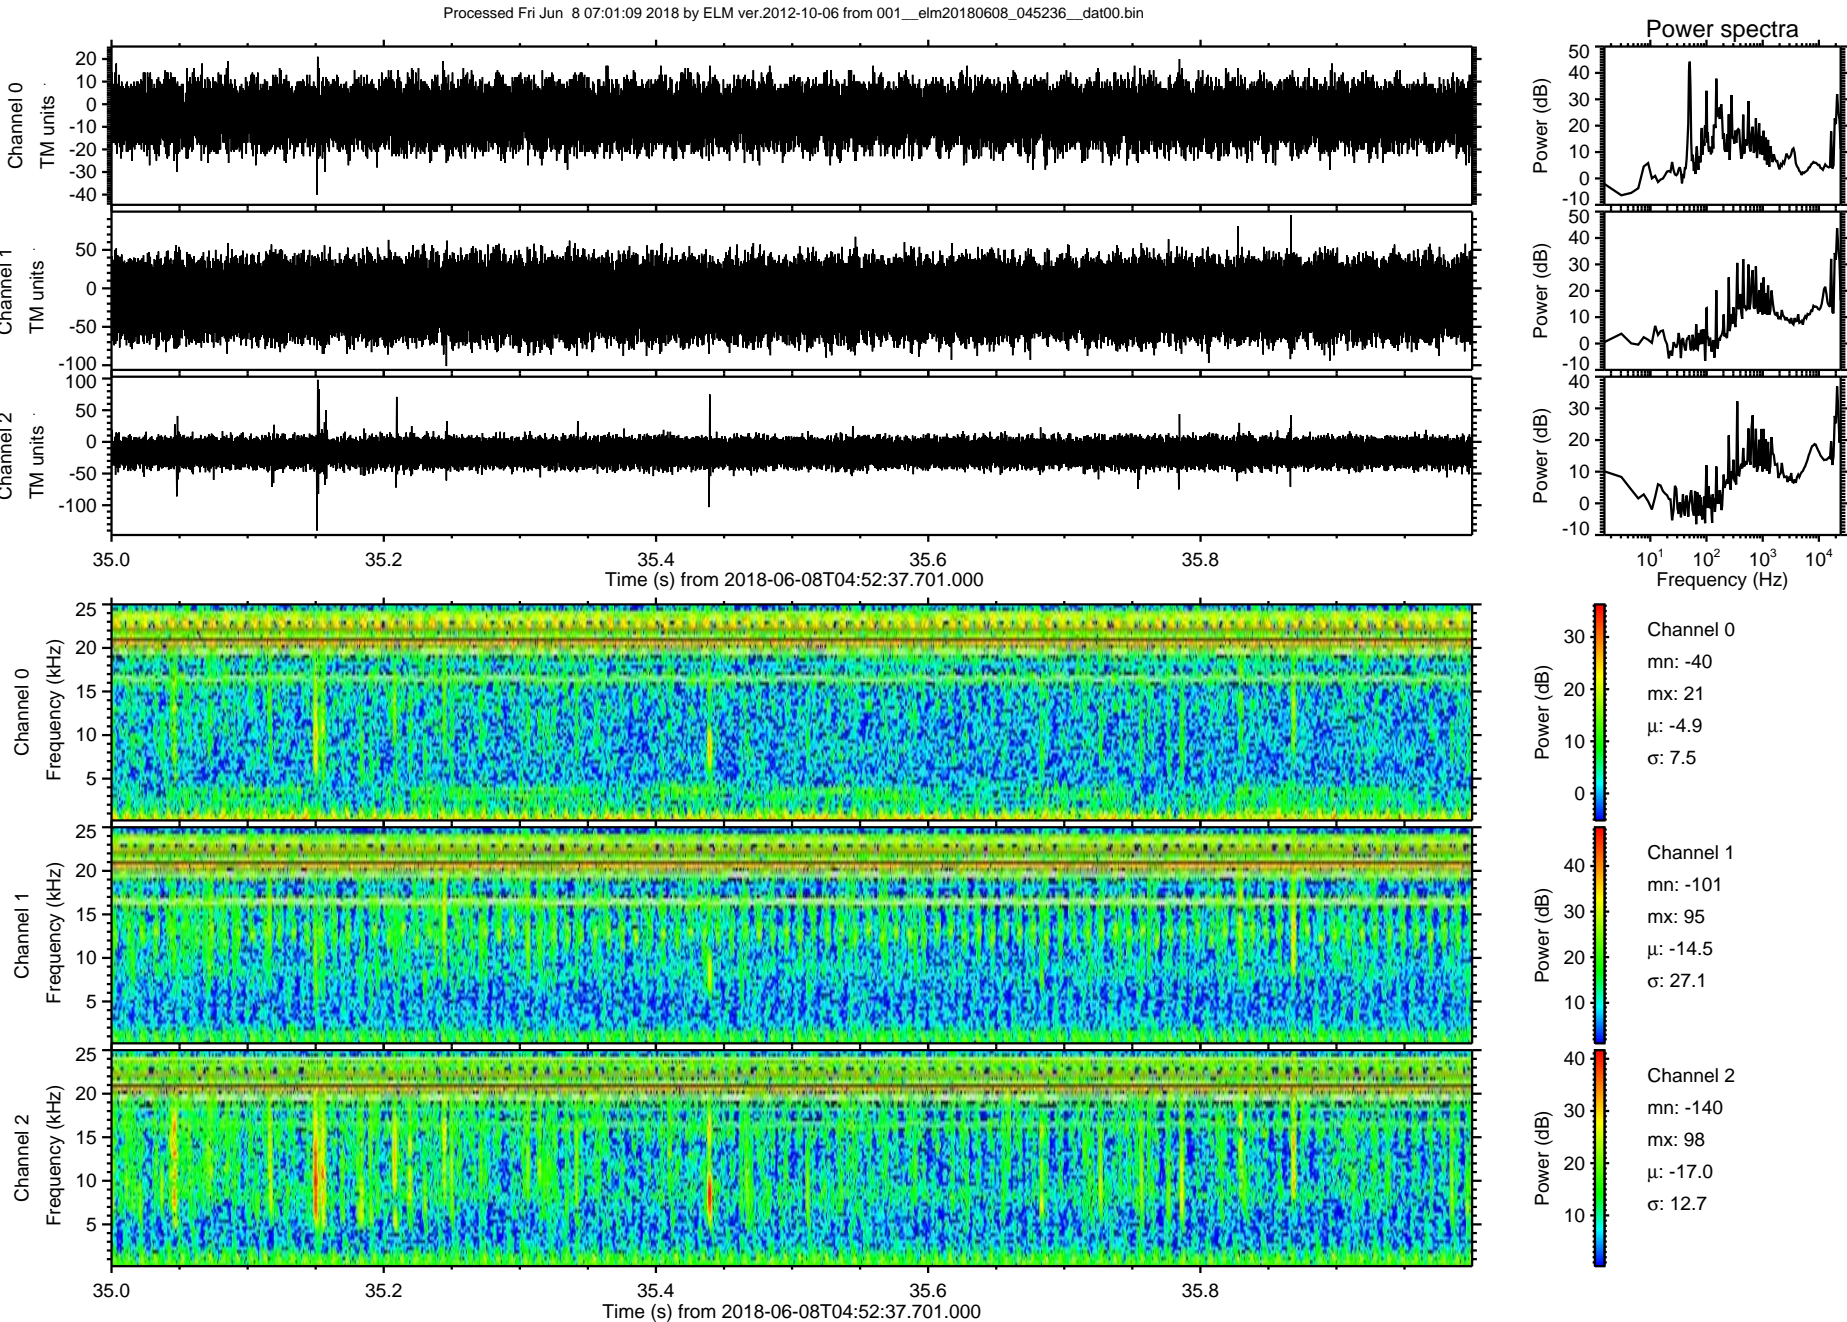 Processed Fri Jun  8 07:01:09 2018 by ELM ver.2012-10-06 from 001__elm20180608_045236__dat00.bin
Power spectra
Channel 0
TM units
20
10
0
-10
-20
-30
-40
Power (dB)
50
40
30
20
10
0
-10
Channel 1
TM units
50
0
-50
-100
Power (dB)
50
40
30
20
10
0
-10
Channel 2
TM units
100
50
0
-50
-100
Power (dB)
40
30
20
10
0
-10
35.0 35.2 35.4 35.6 35.8
Time (s) from 2018-06-08T04:52:37.701.000
10¹ 10² 10³ 10⁴
Frequency (Hz)
Channel 0
Frequency (kHz)
25
20
15
10
5
Power (dB)
30
20
10
0
Channel 0
mn: -40
mx: 21
μ: -4.9
σ: 7.5
Channel 1
Frequency (kHz)
25
20
15
10
5
Power (dB)
40
30
20
10
Channel 1
mn: -101
mx: 95
μ: -14.5
σ: 27.1
Channel 2
Frequency (kHz)
25
20
15
10
5
Power (dB)
40
30
20
10
Channel 2
mn: -140
mx: 98
μ: -17.0
σ: 12.7
35.0 35.2 35.4 35.6 35.8
Time (s) from 2018-06-08T04:52:37.701.000